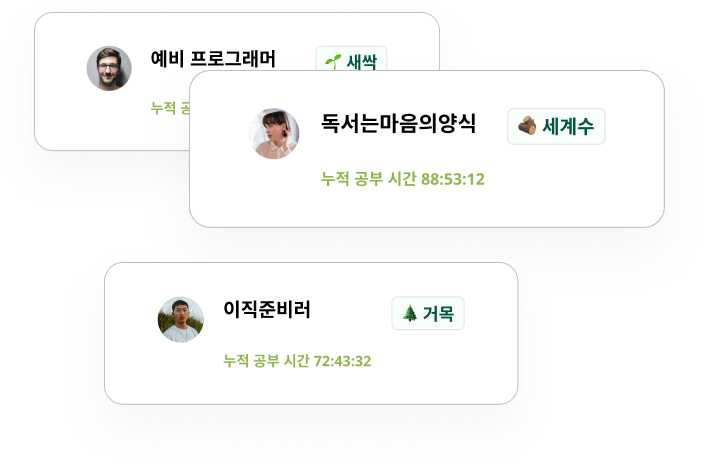 예비 프로그래머
새싹
누적
독서는마음의양식
세계수
누적 공부 시간 88:53:12
이직준비러
거목
누적 공부 시간 72:43:32